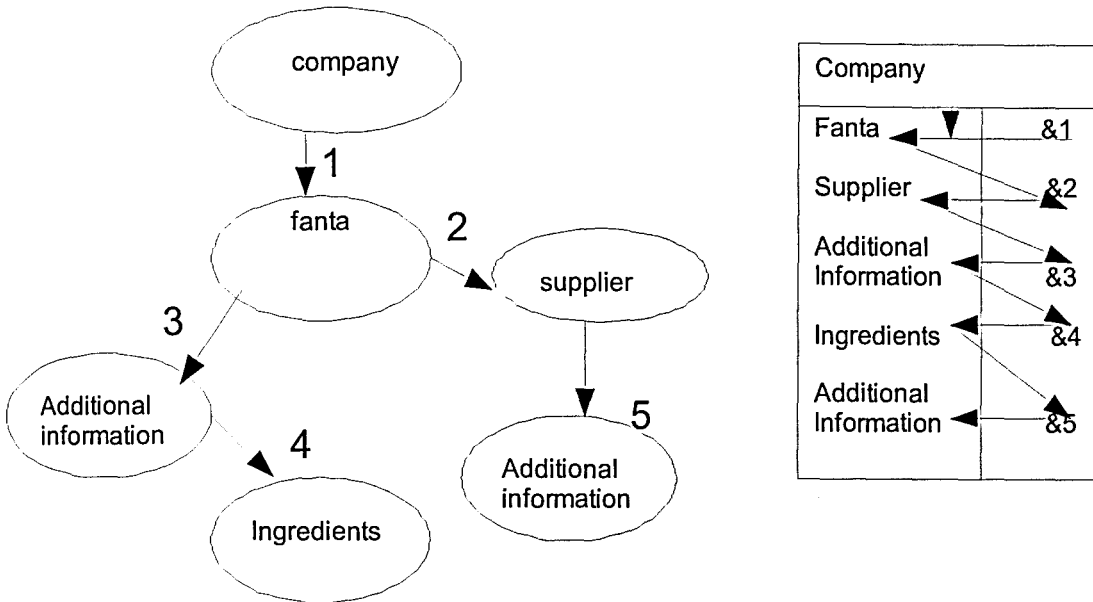 company
1
fanta
2
supplier
3
Additional
information
4
Ingredients
5
Additional
information
Company
Fanta &1
Supplier &2
Additional
Information &3
Ingredients &4
Additional
Information &5